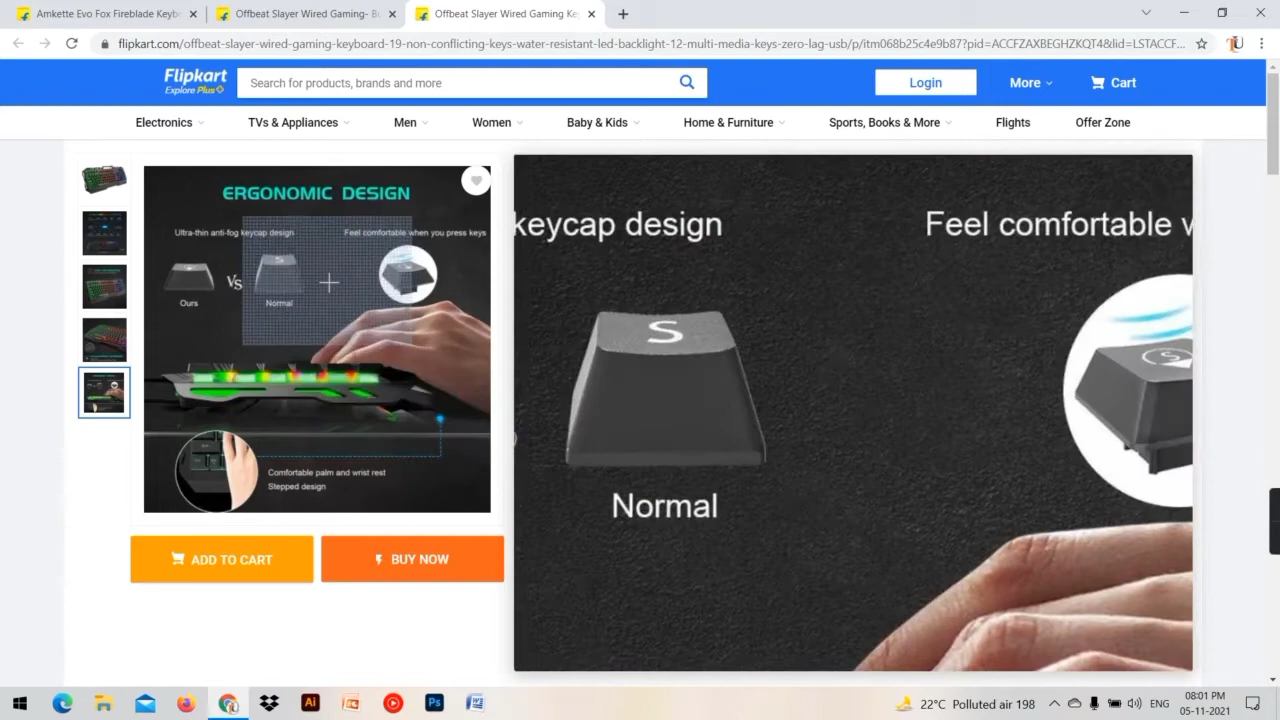 Amkette Evo Fox Fireblade Keybo
Offbeat Slayer Wired Gaming- Bu
Offbeat Slayer Wired Gaming Ke
flipkart.com/offbeat-slayer-wired-gaming-keyboard-19-non-conflicting-keys-water-resistant-led-backlight-12-multi-media-keys-zero-lag-usb/p/itm068b25c4e9b87?pid=ACCFZAXBEGHZKQT4&lid=LSTACCF...
Flipkart
Explore Plus
Search for products, brands and more
Login
More
Cart
Electronics
TVs & Appliances
Men
Women
Baby & Kids
Home & Furniture
Sports, Books & More
Flights
Offer Zone
ERGONOMIC DESIGN
Ultra-thin anti-fog keycap design
Feel comfortable when you press keys
S
Vs
Ours
Normal
Comfortable palm and wrist rest
Stepped design
keycap design
Feel comfortable w
S
S
Normal
ADD TO CART
BUY NOW
Ai
Ps
22°C Polluted air 198
ENG
08:01 PM
05-11-2021